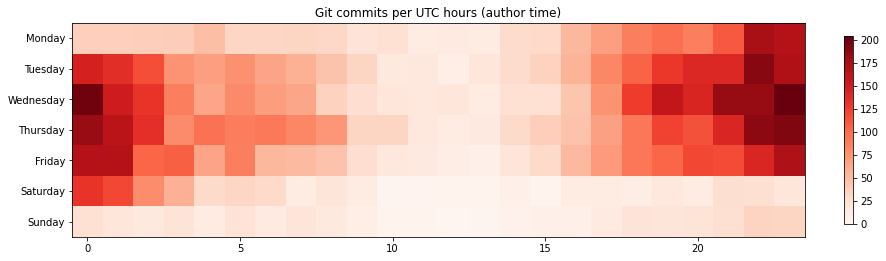 Git commits per UTC hours (author time)
Monday
Tuesday
Wednesday
Thursday
Friday
Saturday
Sunday
0 5 10 15 20
200
175
150
125
100
75
50
25
0